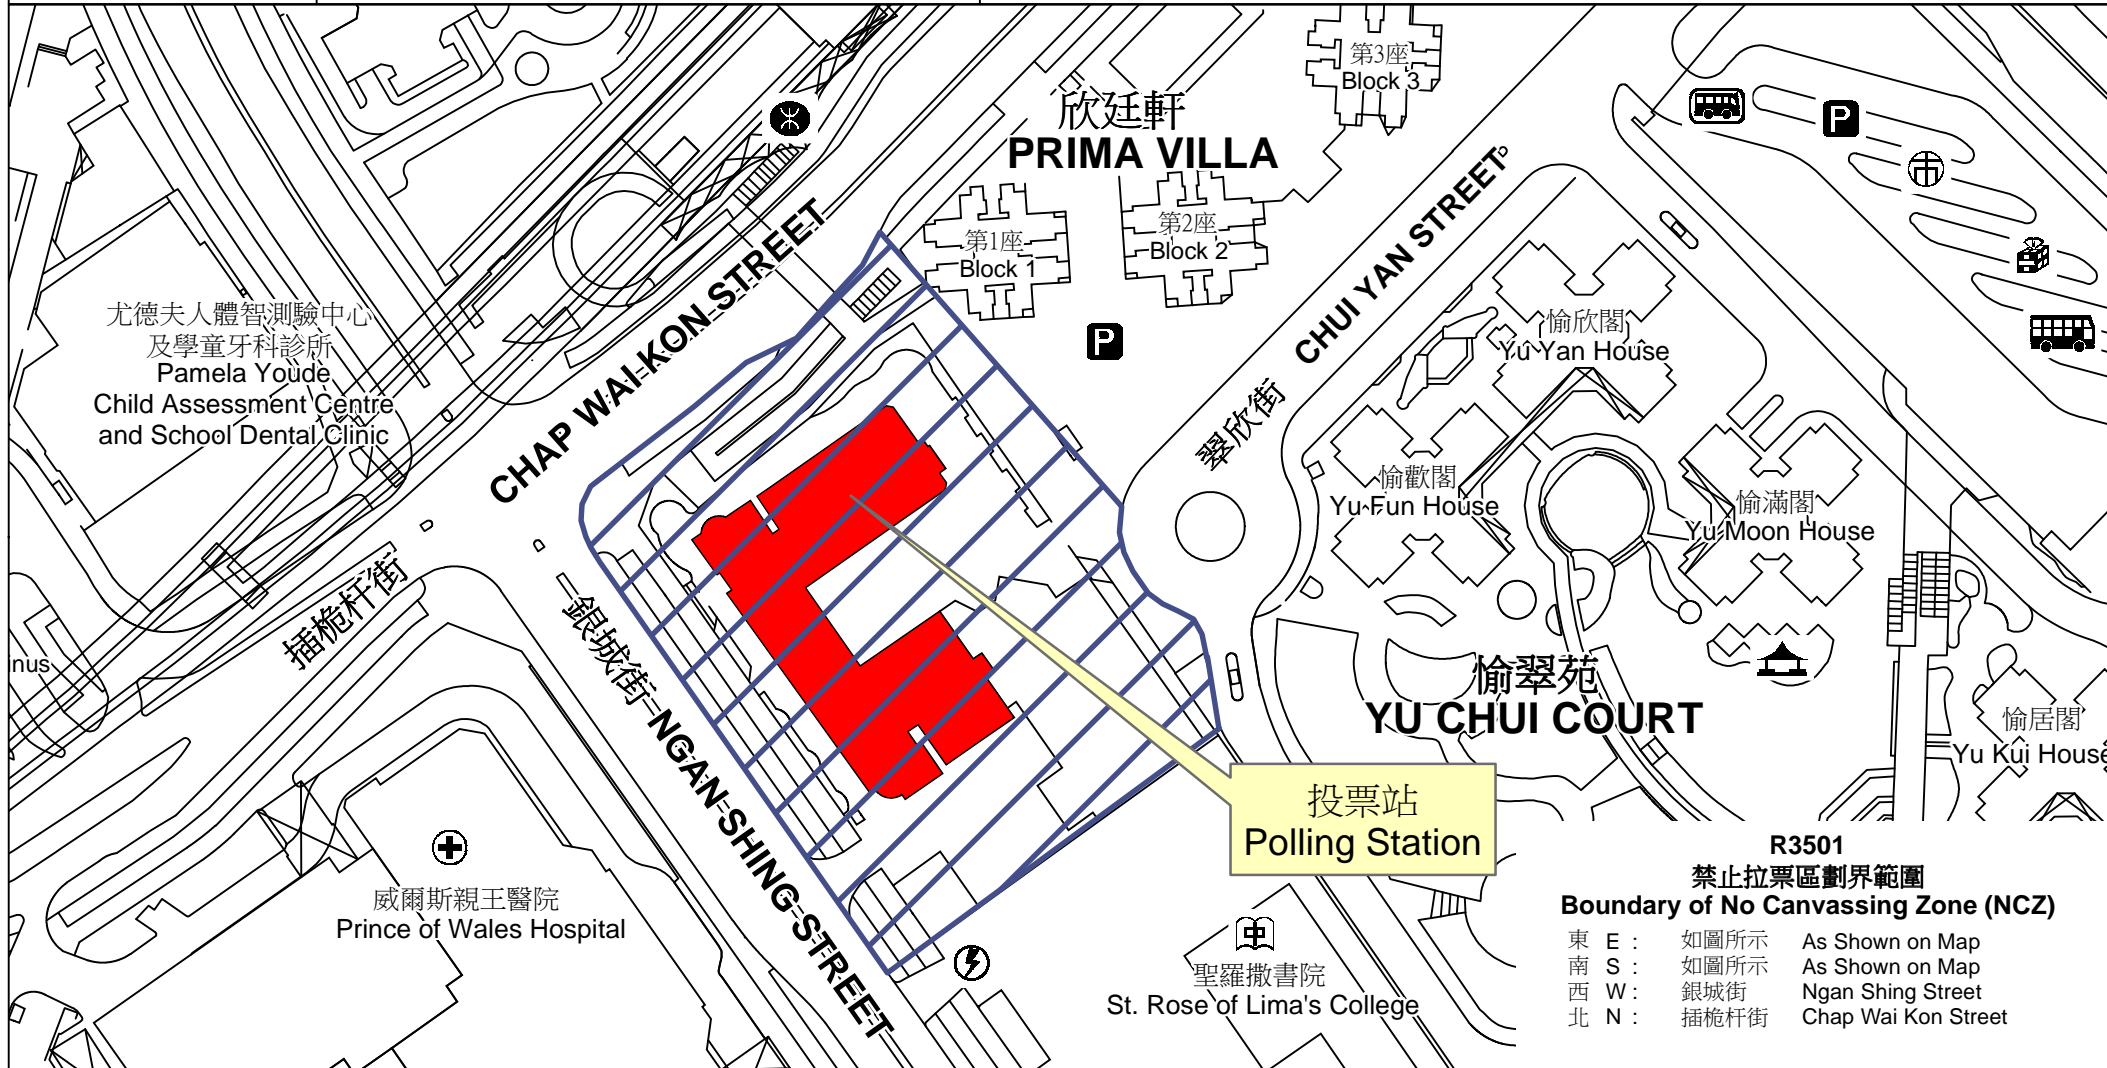 第3座
Block 3
欣廷軒
PRIMA VILLA
第1座
Block 1
第2座
Block 2
P
P
CHAP WAI KON STREET
插桅杆街
CHUI YAN STREET
翠欣街
尤德夫人體智測驗中心
及學童牙科診所
Pamela Youde
Child Assessment Centre
and School Dental Clinic
愉欣閣
Yu Yan House
愉歡閣
Yu Fun House
愉滿閣
Yu Moon House
inus
銀城街 NGAN SHING STREET
愉翠苑
YU CHUI COURT
愉居閣
Yu Kui House
投票站
Polling Station
威爾斯親王醫院
Prince of Wales Hospital
中
聖羅撒書院
St. Rose of Lima's College
R3501
禁止拉票區劃界範圍
Boundary of No Canvassing Zone (NCZ)
東 E : 如圖所示 As Shown on Map
南 S : 如圖所示 As Shown on Map
西 W : 銀城街 Ngan Shing Street
北 N : 插桅杆街 Chap Wai Kon Street